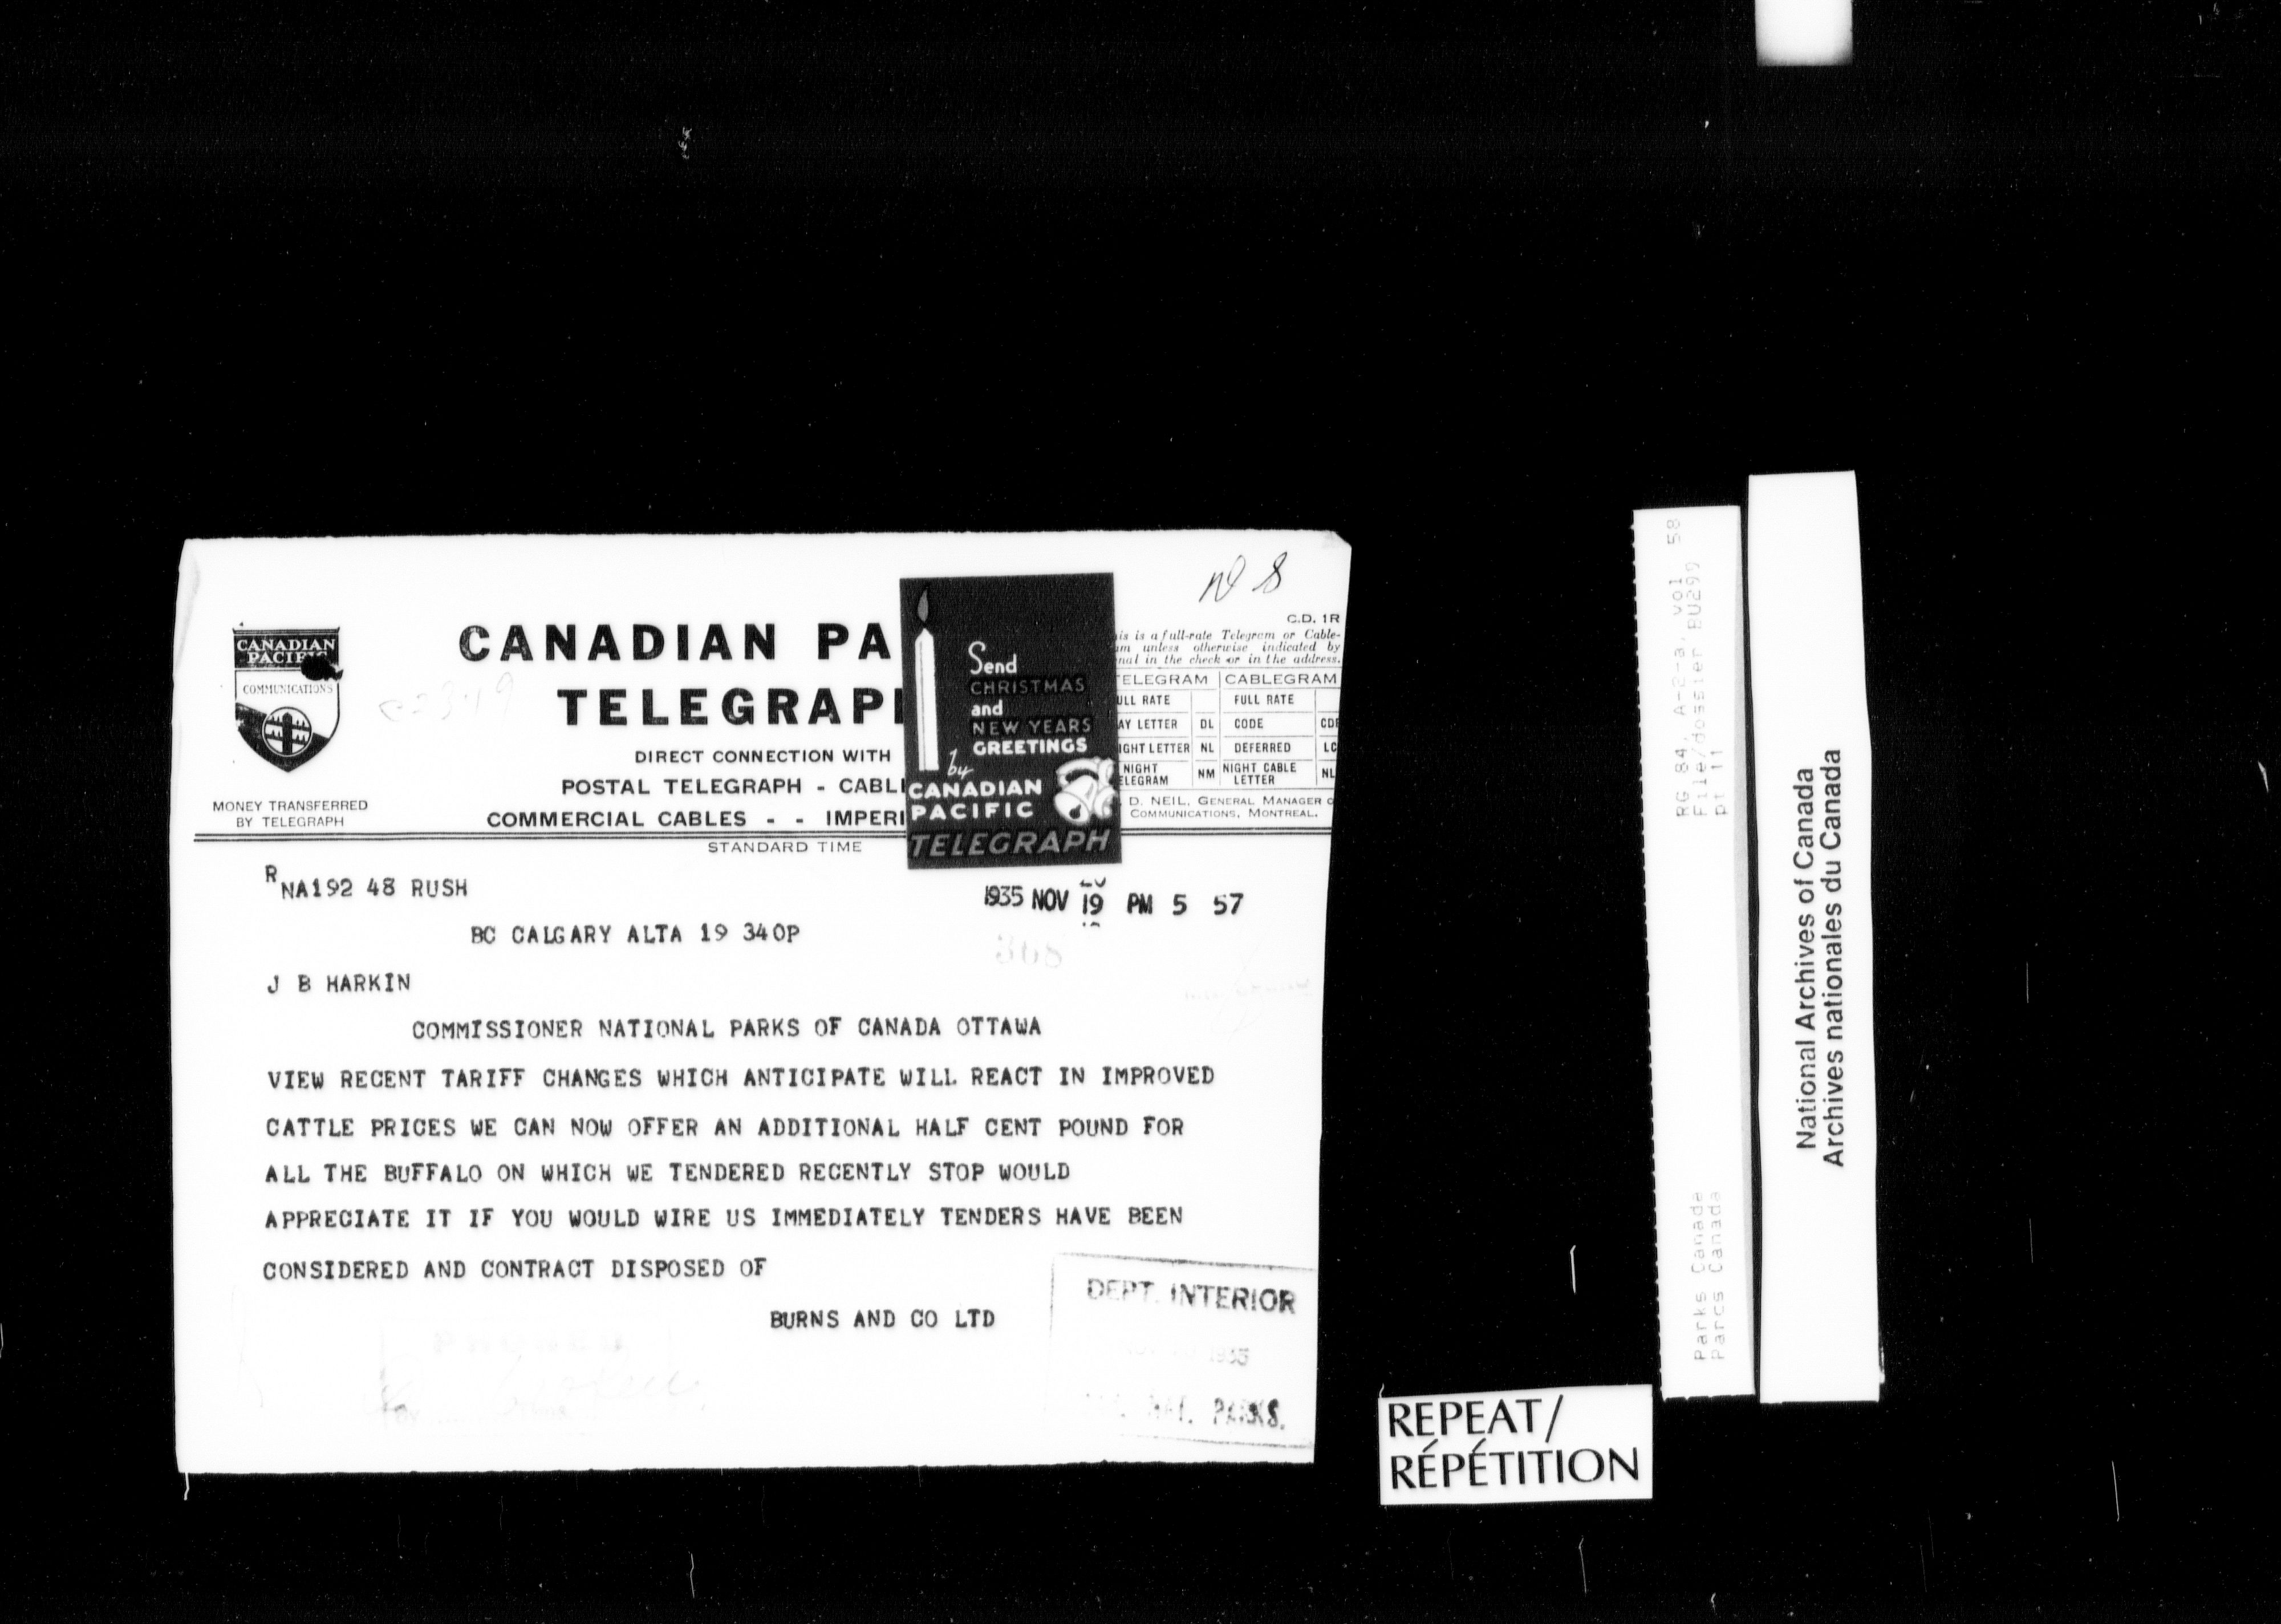 N 8
C.D. 1R
CANADIAN
PACIFIC
COMMUNICATIONS
MONEY TRANSFERRED
BY TELEGRAPH
CANADIAN PA
TELEGRAPH
DIRECT CONNECTION WITH
POSTAL TELEGRAPH - CABL
COMMERCIAL CABLES - - IMPERI
STANDARD TIME
Send
CHRISTMAS
and
NEW YEARS
GREETINGS
by
CANADIAN
PACIFIC
TELEGRAPH
is is a full-rate Telegram or Cable-
am unless otherwise indicated by
nal in the check or in the address.
TELEGRAM CABLEGRAM
ULL RATE FULL RATE
AY LETTER DL CODE CDE
IGHT LETTER NL DEFERRED LC
NIGHT
ELEGRAM NM NIGHT CABLE
LETTER NL
D. NEIL, GENERAL MANAGER O
COMMUNICATIONS, MONTREAL.
R NA192 48 RUSH
1935 NOV 19 PM 5 57
BC CALGARY ALTA 19 340P
J B HARKIN
COMMISSIONER NATIONAL PARKS OF CANADA OTTAWA
VIEW RECENT TARIFF CHANGES WHICH ANTICIPATE WILL REACT IN IMPROVED
CATTLE PRICES WE CAN NOW OFFER AN ADDITIONAL HALF CENT POUND FOR
ALL THE BUFFALO ON WHICH WE TENDERED RECENTLY STOP WOULD
APPRECIATE IT IF YOU WOULD WIRE US IMMEDIATELY TENDERS HAVE BEEN
CONSIDERED AND CONTRACT DISPOSED OF
BURNS AND CO LTD
DEPT. INTERIOR
1935
NAT. PARKS.
REPEAT/
RÉPÉTITION
RG 84, A-2-a, vol 58
File/dossier BU299
pt 11
Parks Canada
Parcs Canada
National Archives of Canada
Archives nationales du Canada